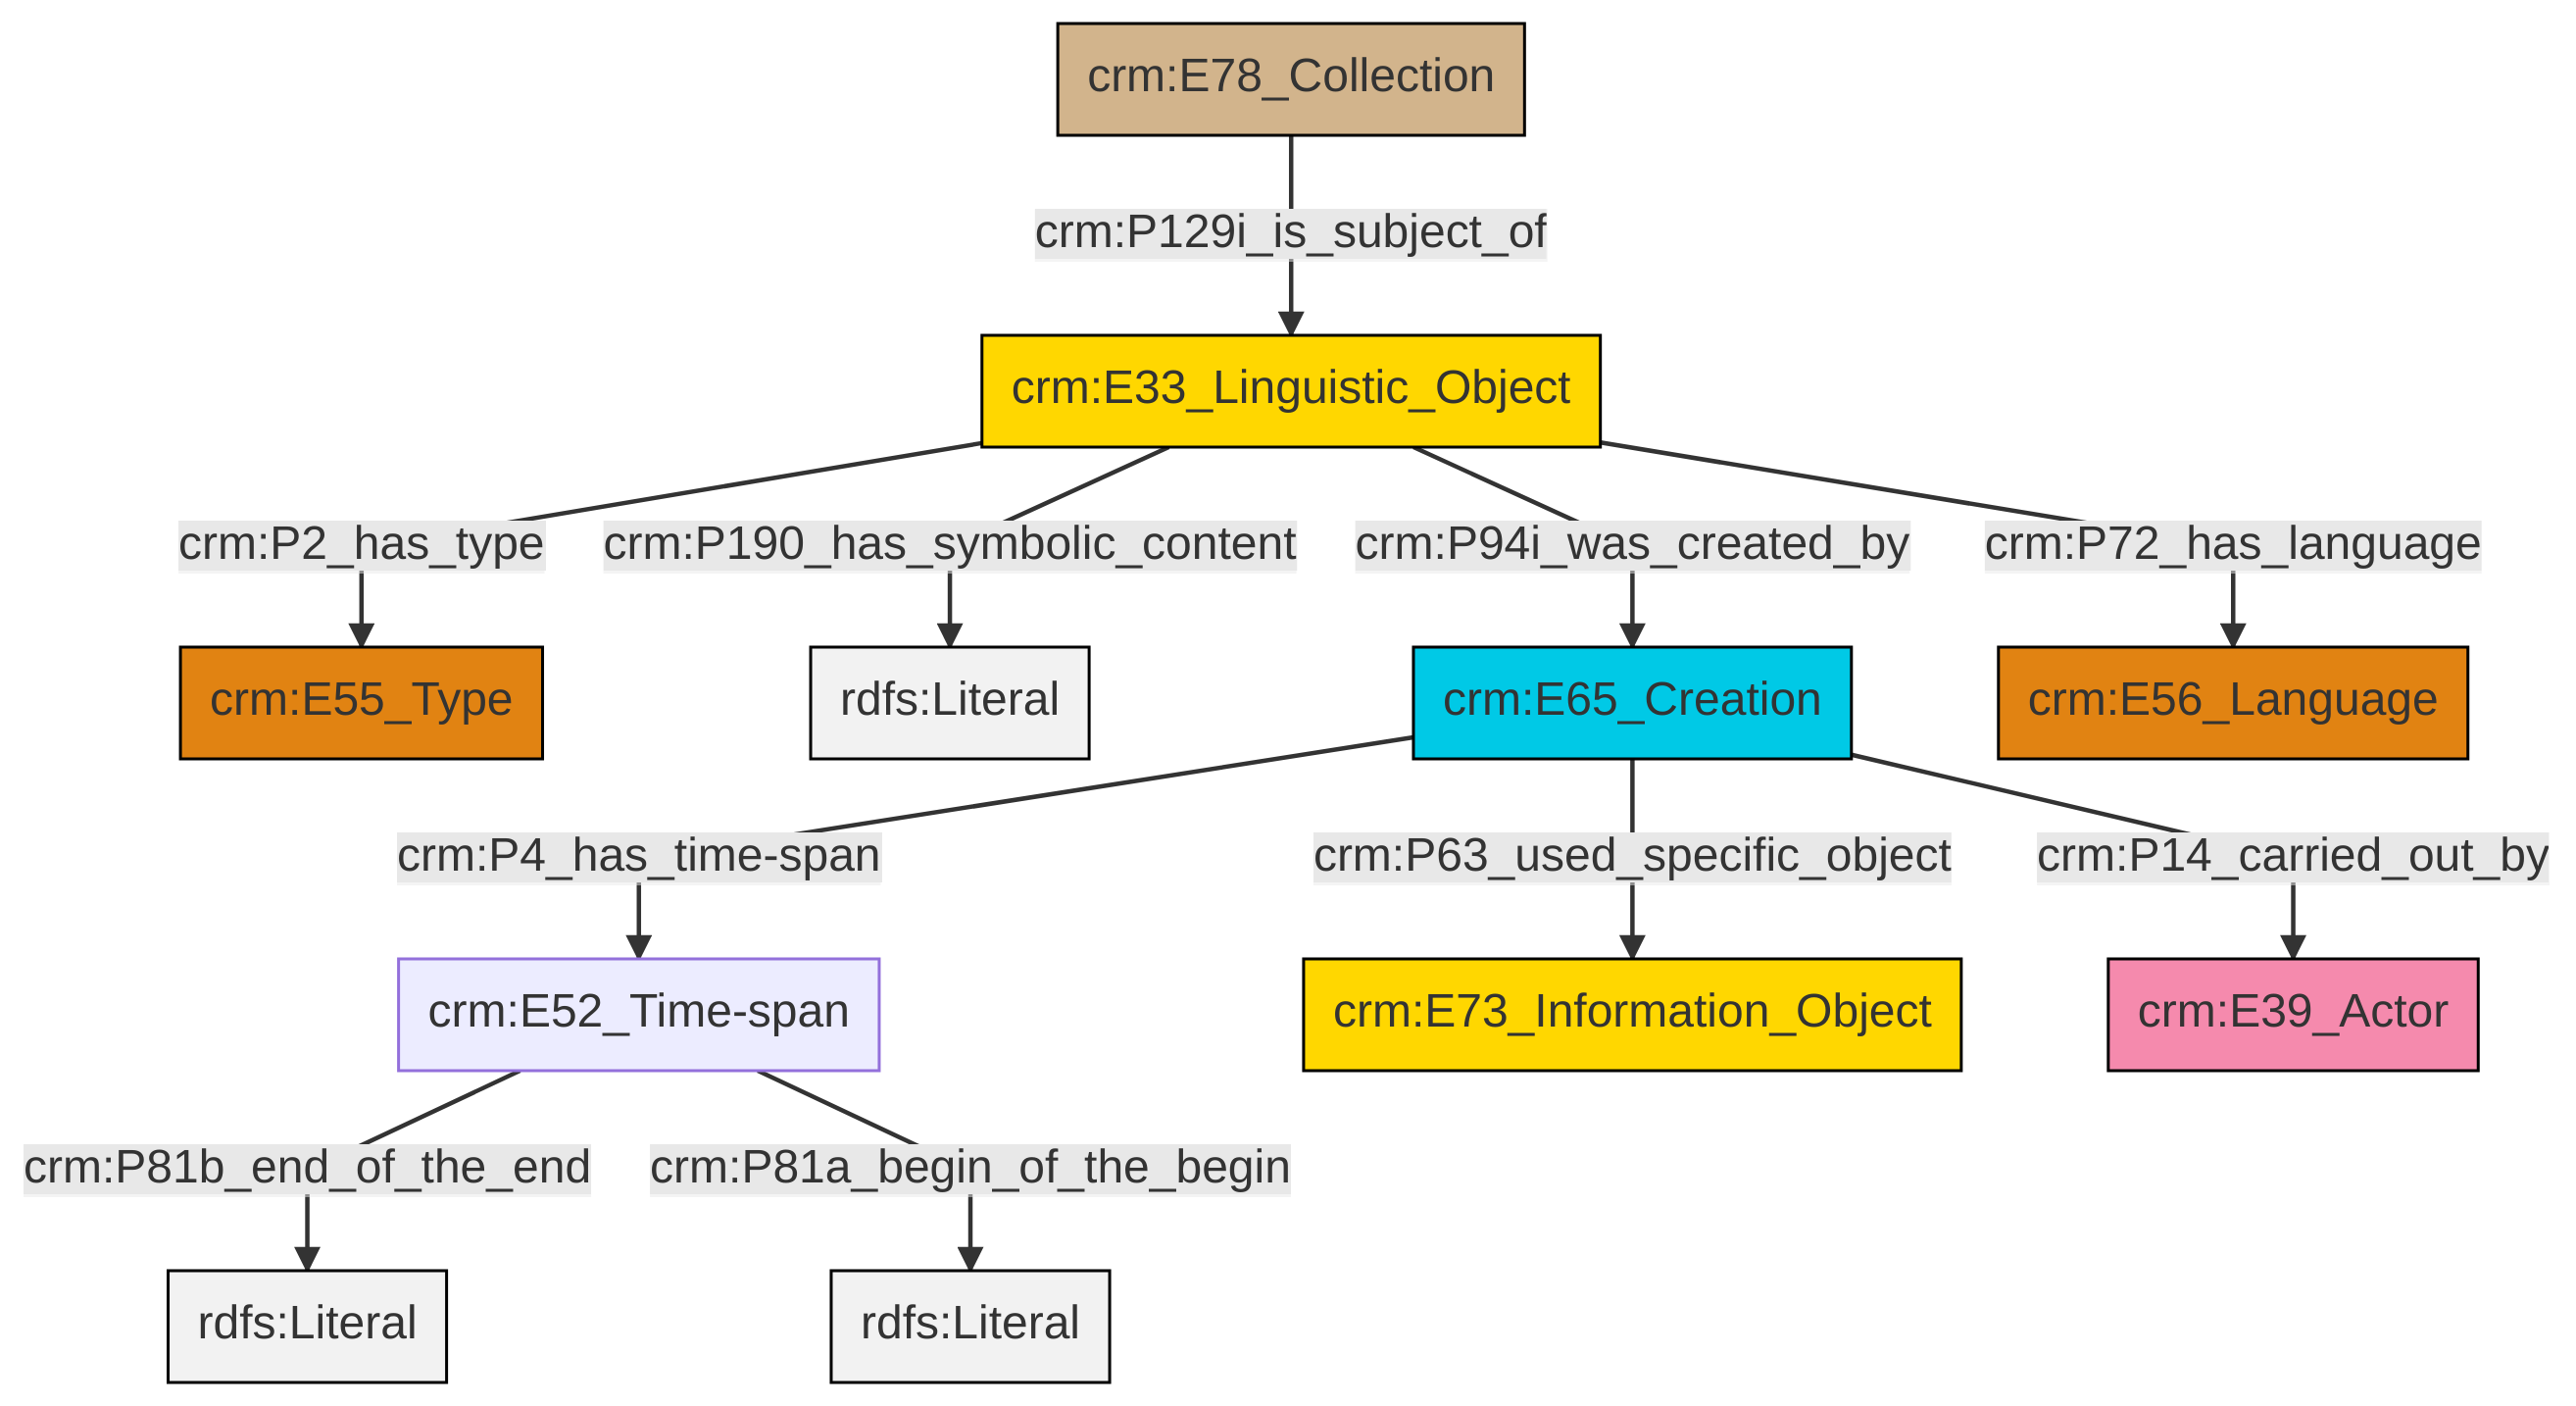 crm:E78_Collection
crm:P129i_is_subject_of
crm:E33_Linguistic_Object
crm:P2_has_type
crm:P190_has_symbolic_content
crm:P94i_was_created_by
crm:P72_has_language
crm:E55_Type
rdfs:Literal
crm:E65_Creation
crm:E56_Language
crm:P4_has_time-span
crm:P63_used_specific_object
crm:P14_carried_out_by
crm:E52_Time-span
crm:E73_Information_Object
crm:E39_Actor
crm:P81b_end_of_the_end
crm:P81a_begin_of_the_begin
rdfs:Literal
rdfs:Literal